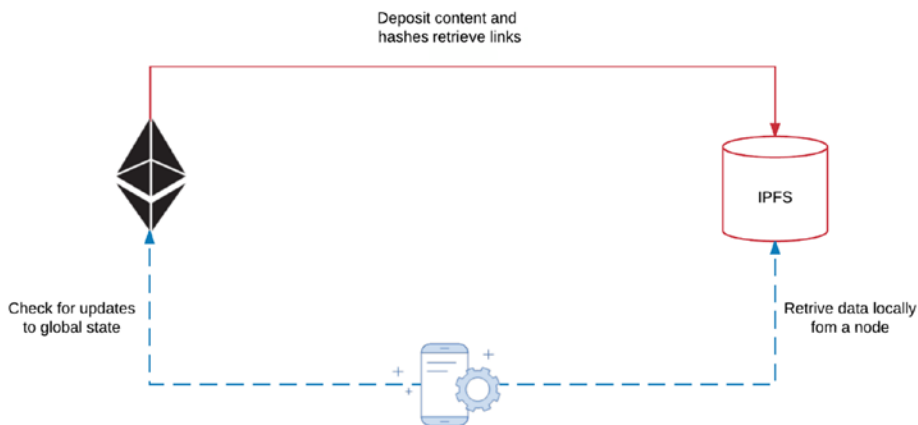 Deposit content and
hashes retrieve links
IPFS
Check for updates
to global state
Retrive data locally
fom a node